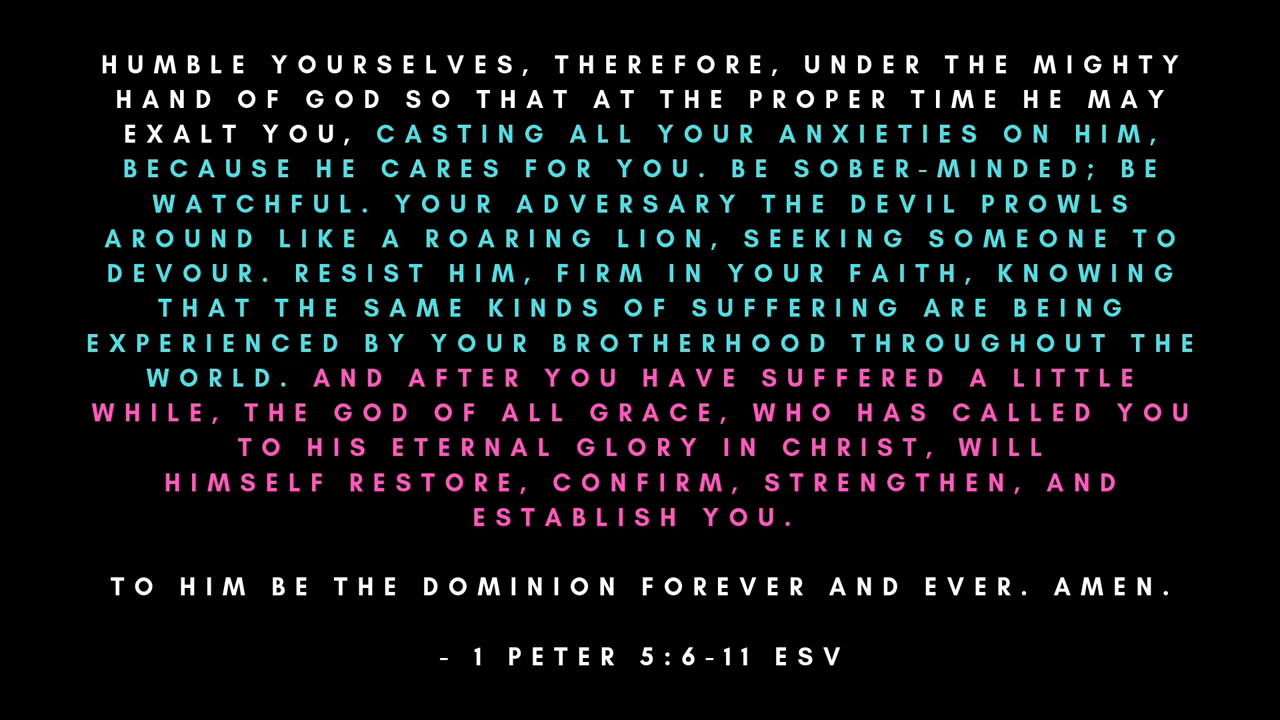 HUMBLE YOURSELVES, THEREFORE, UNDER THE MIGHTY
HAND OF GOD SO THAT AT THE PROPER TIME HE MAY
EXALT YOU, CASTING ALL YOUR ANXIETIES ON HIM,
BECAUSE HE CARES FOR YOU. BE SOBER-MINDED; BE
WATCHFUL. YOUR ADVERSARY THE DEVIL PROWLS
AROUND LIKE A ROARING LION, SEEKING SOMEONE TO
DEVOUR. RESIST HIM, FIRM IN YOUR FAITH, KNOWING
THAT THE SAME KINDS OF SUFFERING ARE BEING
EXPERIENCED BY YOUR BROTHERHOOD THROUGHOUT THE
WORLD. AND AFTER YOU HAVE SUFFERED A LITTLE
WHILE, THE GOD OF ALL GRACE, WHO HAS CALLED YOU
TO HIS ETERNAL GLORY IN CHRIST, WILL
HIMSELF RESTORE, CONFIRM, STRENGTHEN, AND
ESTABLISH YOU.
TO HIM BE THE DOMINION FOREVER AND EVER. AMEN.
- 1 PETER 5:6-11 ESV